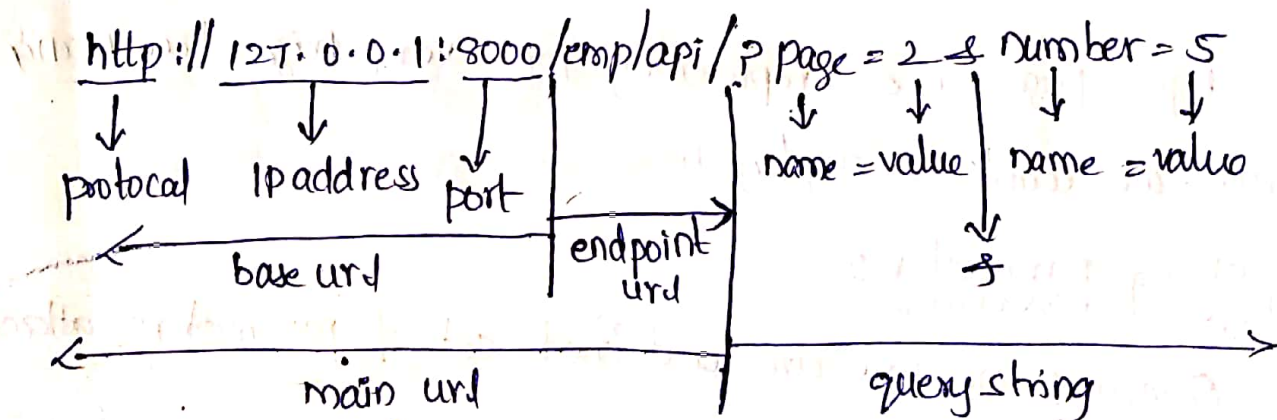 http://127.0.0.1:8000/emp/api/?page=2&number=5
protocal IPaddress port name = value name = value
&
base url endpoint url
main url query string